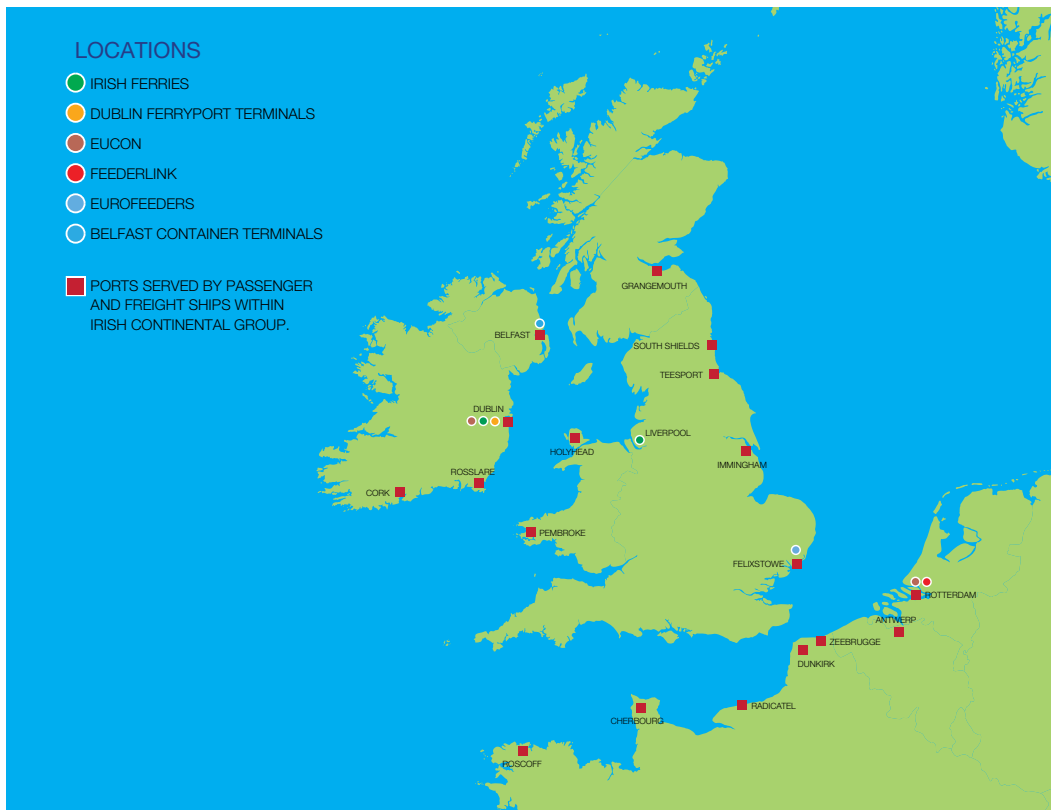 LOCATIONS
IRISH FERRIES
DUBLIN FERRYPORT TERMINALS
EUCON
FEEDERLINK
EUROFEEDERS
BELFAST CONTAINER TERMINALS
PORTS SERVED BY PASSENGER
AND FREIGHT SHIPS WITHIN
IRISH CONTINENTAL GROUP.
GRANGEMOUTH
BELFAST
SOUTH SHIELDS
TEESPORT
DUBLIN
LIVERPOOL
HOLYHEAD
IMMINGHAM
ROSSLARE
CORK
PEMBROKE
FELIXSTOWE
ROTTERDAM
ANTWERP
ZEEBRUGGE
DUNKIRK
RADICATEL
CHERBOURG
ROSCOFF